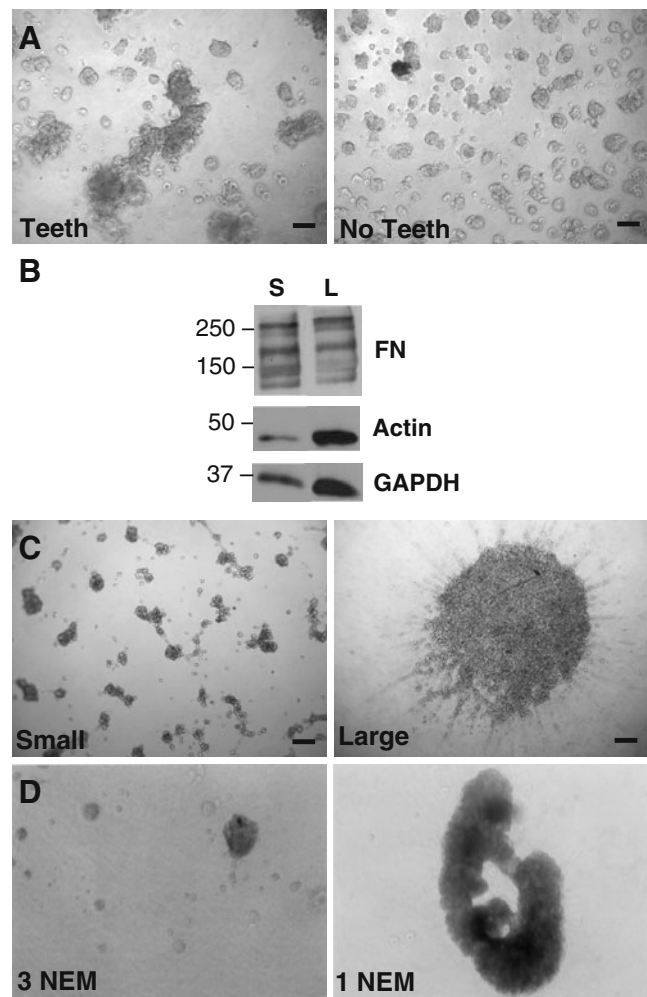 A
Teeth
No Teeth
B
S L
250
150
FN
50
Actin
37
GAPDH
C
Small
Large
D
3 NEM
1 NEM